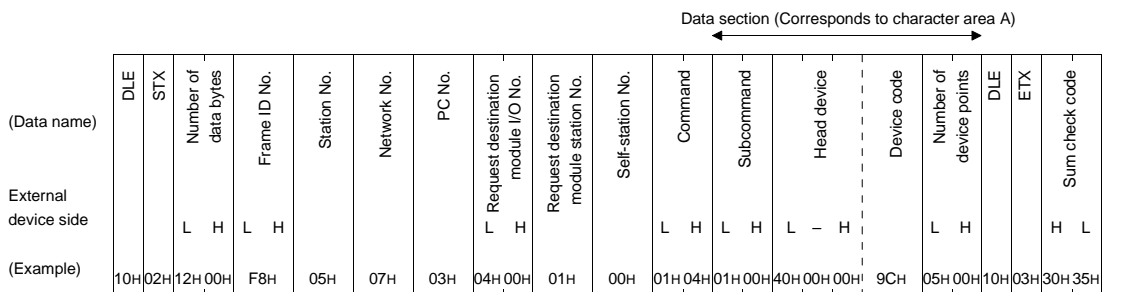 Data section (Corresponds to character area A)
(Data name)
DLE
STX
Number of
data bytes
Frame ID No.
Station No.
Network No.
PC No.
Request destination
module I/O No.
Request destination
module station No.
Self-station No.
Command
Subcommand
Head device
Device code
Number of
device points
DLE
ETX
Sum check code
External
device side
L H L H L H L H L H L – H L H H L
(Example)
10H 02H 12H 00H F8H 05H 07H 03H 04H 00H 01H 00H 01H 04H 01H 00H 40H 00H 00H 9CH 05H 00H 10H 03H 30H 35H